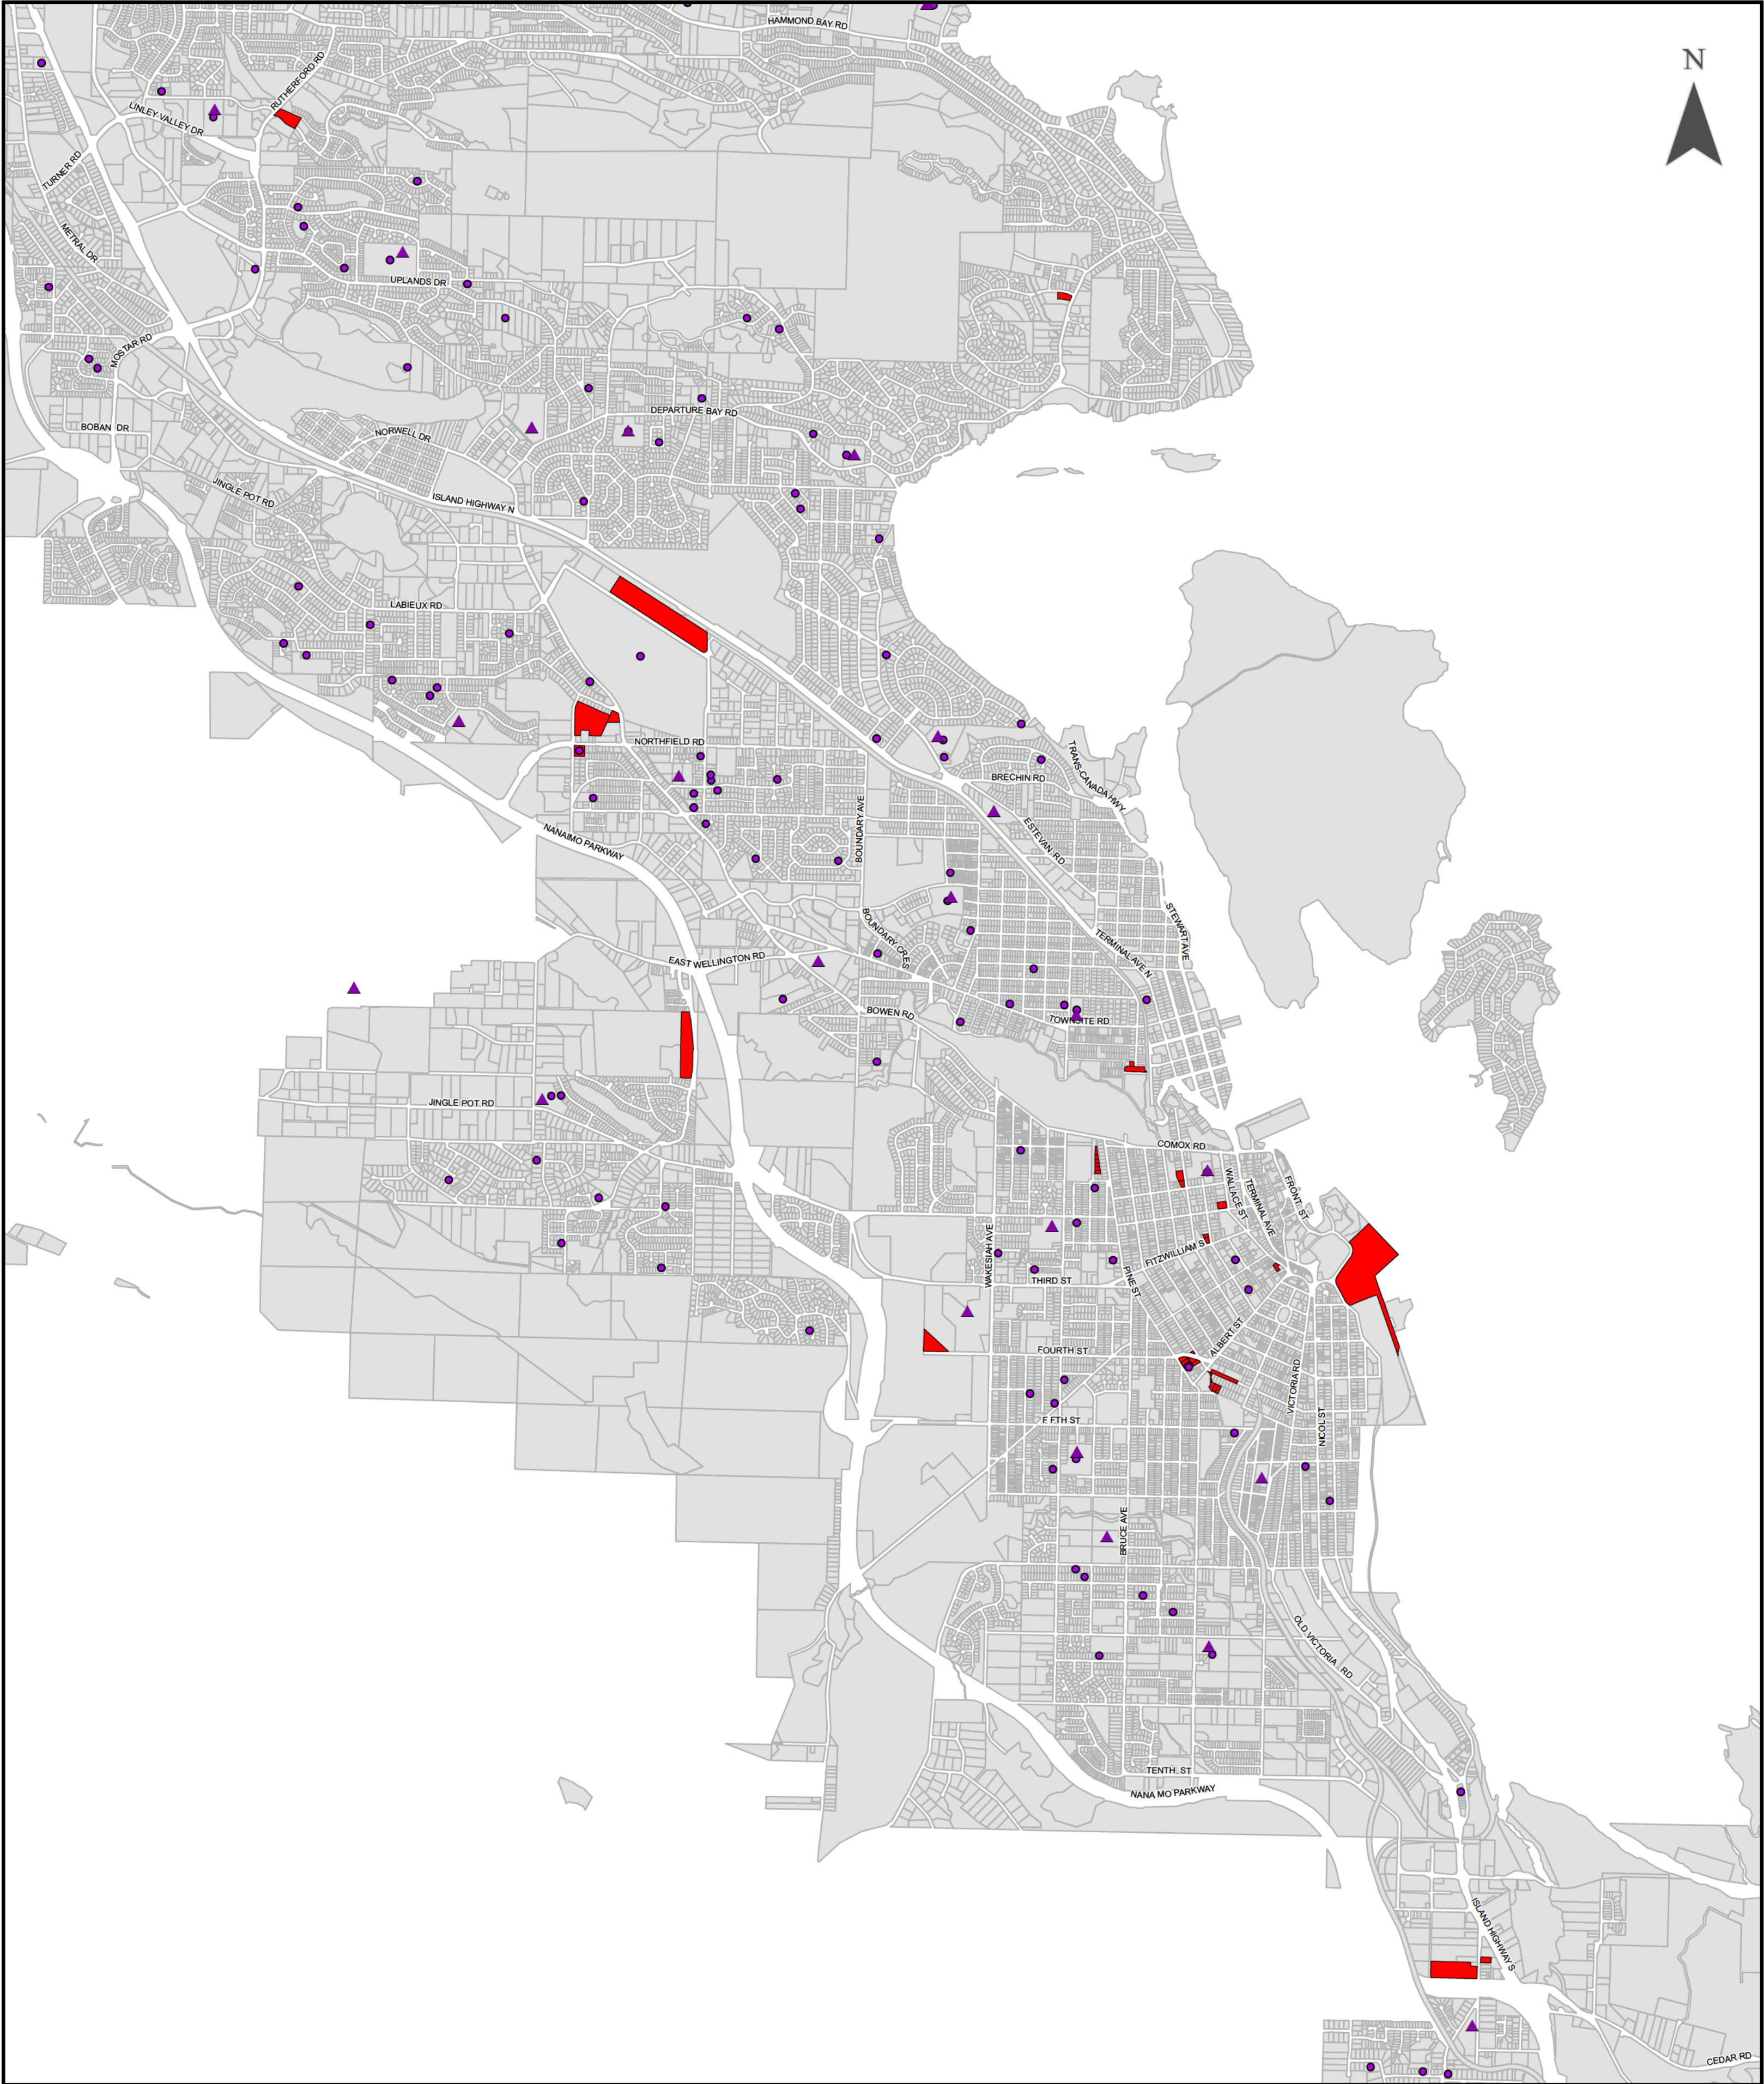 HAMMOND BAY RD
N
RUTHERFORD RD
LINLEY VALLEY DR
TURNER RD
METRAL DR
UPLANDS DR
MOSTAR RD
DEPARTURE BAY RD
BOBAN DR
NORWELL DR
JINGLE POT RD
ISLAND HIGHWAY N
LABIEUX RD
NORTHFIELD RD
TRANS-CANADA HWY
BRECHIN RD
BOUNDARY AVE
ESTEVAN RD
NANAIMO PARKWAY
STEWART AVE
BOUNDARY CRES
TERMINAL AVE N
EAST WELLINGTON RD
BOWEN RD
TOWNSITE RD
JINGLE POT RD
COMOX RD
WALLACE ST
TERMINAL AVE
FRONT ST
WAKESIAH AVE
FITZWILLIAM S
PINE ST
THIRD ST
ALBERT ST
FOURTH ST
VICTORIA RD
NICOL ST
F FTH ST
BRUCE AVE
OLD VICTORIA RD
TENTH ST
NANA MO PARKWAY
ISLAND HIGHWAY S
CEDAR RD